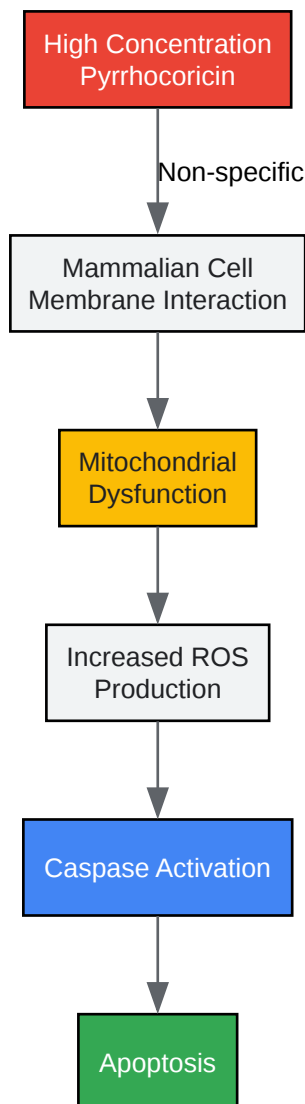 High Concentration
Pyrrhocoricin
Non-specific
Mammalian Cell
Membrane Interaction
Mitochondrial
Dysfunction
Increased ROS
Production
Caspase Activation
Apoptosis